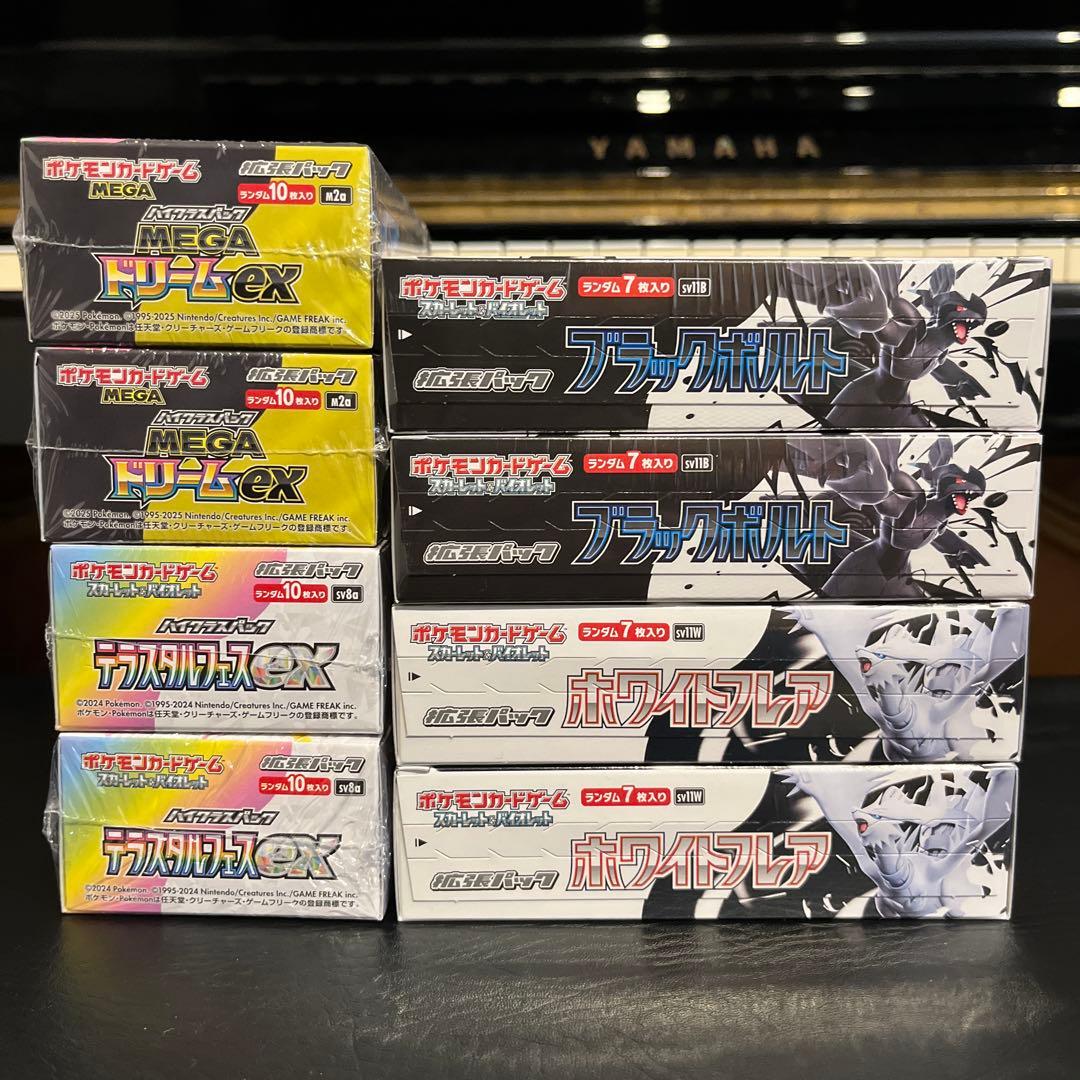 YAMAHA
ポケモンカードゲーム
MEGA
拡張パック
ランダム10枚入り m2a
ハイクラスパック
MEGA
ドリームex
©2025 Pokémon. ©1995-2025 Nintendo/Creatures Inc./GAME FREAK inc.
ポケモン・Pokémonは任天堂・クリーチャーズ・ゲームフリークの登録商標です。
ポケモンカードゲーム
MEGA
拡張パック
ランダム10枚入り m2a
ハイクラスパック
MEGA
ドリームex
©2025 Pokémon. ©1995-2025 Nintendo/Creatures Inc./GAME FREAK inc.
ポケモン・Pokémonは任天堂・クリーチャーズ・ゲームフリークの登録商標です。
ポケモンカードゲーム
スカーレット&バイオレット
拡張パック
ランダム10枚入り sv8a
ハイクラスパック
テラスタルフェスex
©2024 Pokémon. ©1995-2024 Nintendo/Creatures Inc./GAME FREAK inc.
ポケモン・Pokémonは任天堂・クリーチャーズ・ゲームフリークの登録商標です。
ポケモンカードゲーム
スカーレット&バイオレット
拡張パック
ランダム10枚入り sv8a
ハイクラスパック
テラスタルフェスex
©2024 Pokémon. ©1995-2024 Nintendo/Creatures Inc./GAME FREAK inc.
ポケモン・Pokémonは任天堂・クリーチャーズ・ゲームフリークの登録商標です。
ポケモンカードゲーム
スカーレット&バイオレット
ランダム7枚入り sv11B
拡張パック
ブラックボルト
ポケモンカードゲーム
スカーレット&バイオレット
ランダム7枚入り sv11B
拡張パック
ブラックボルト
ポケモンカードゲーム
スカーレット&バイオレット
ランダム7枚入り sv11W
拡張パック
ホワイトフレア
ポケモンカードゲーム
スカーレット&バイオレット
ランダム7枚入り sv11W
拡張パック
ホワイトフレア